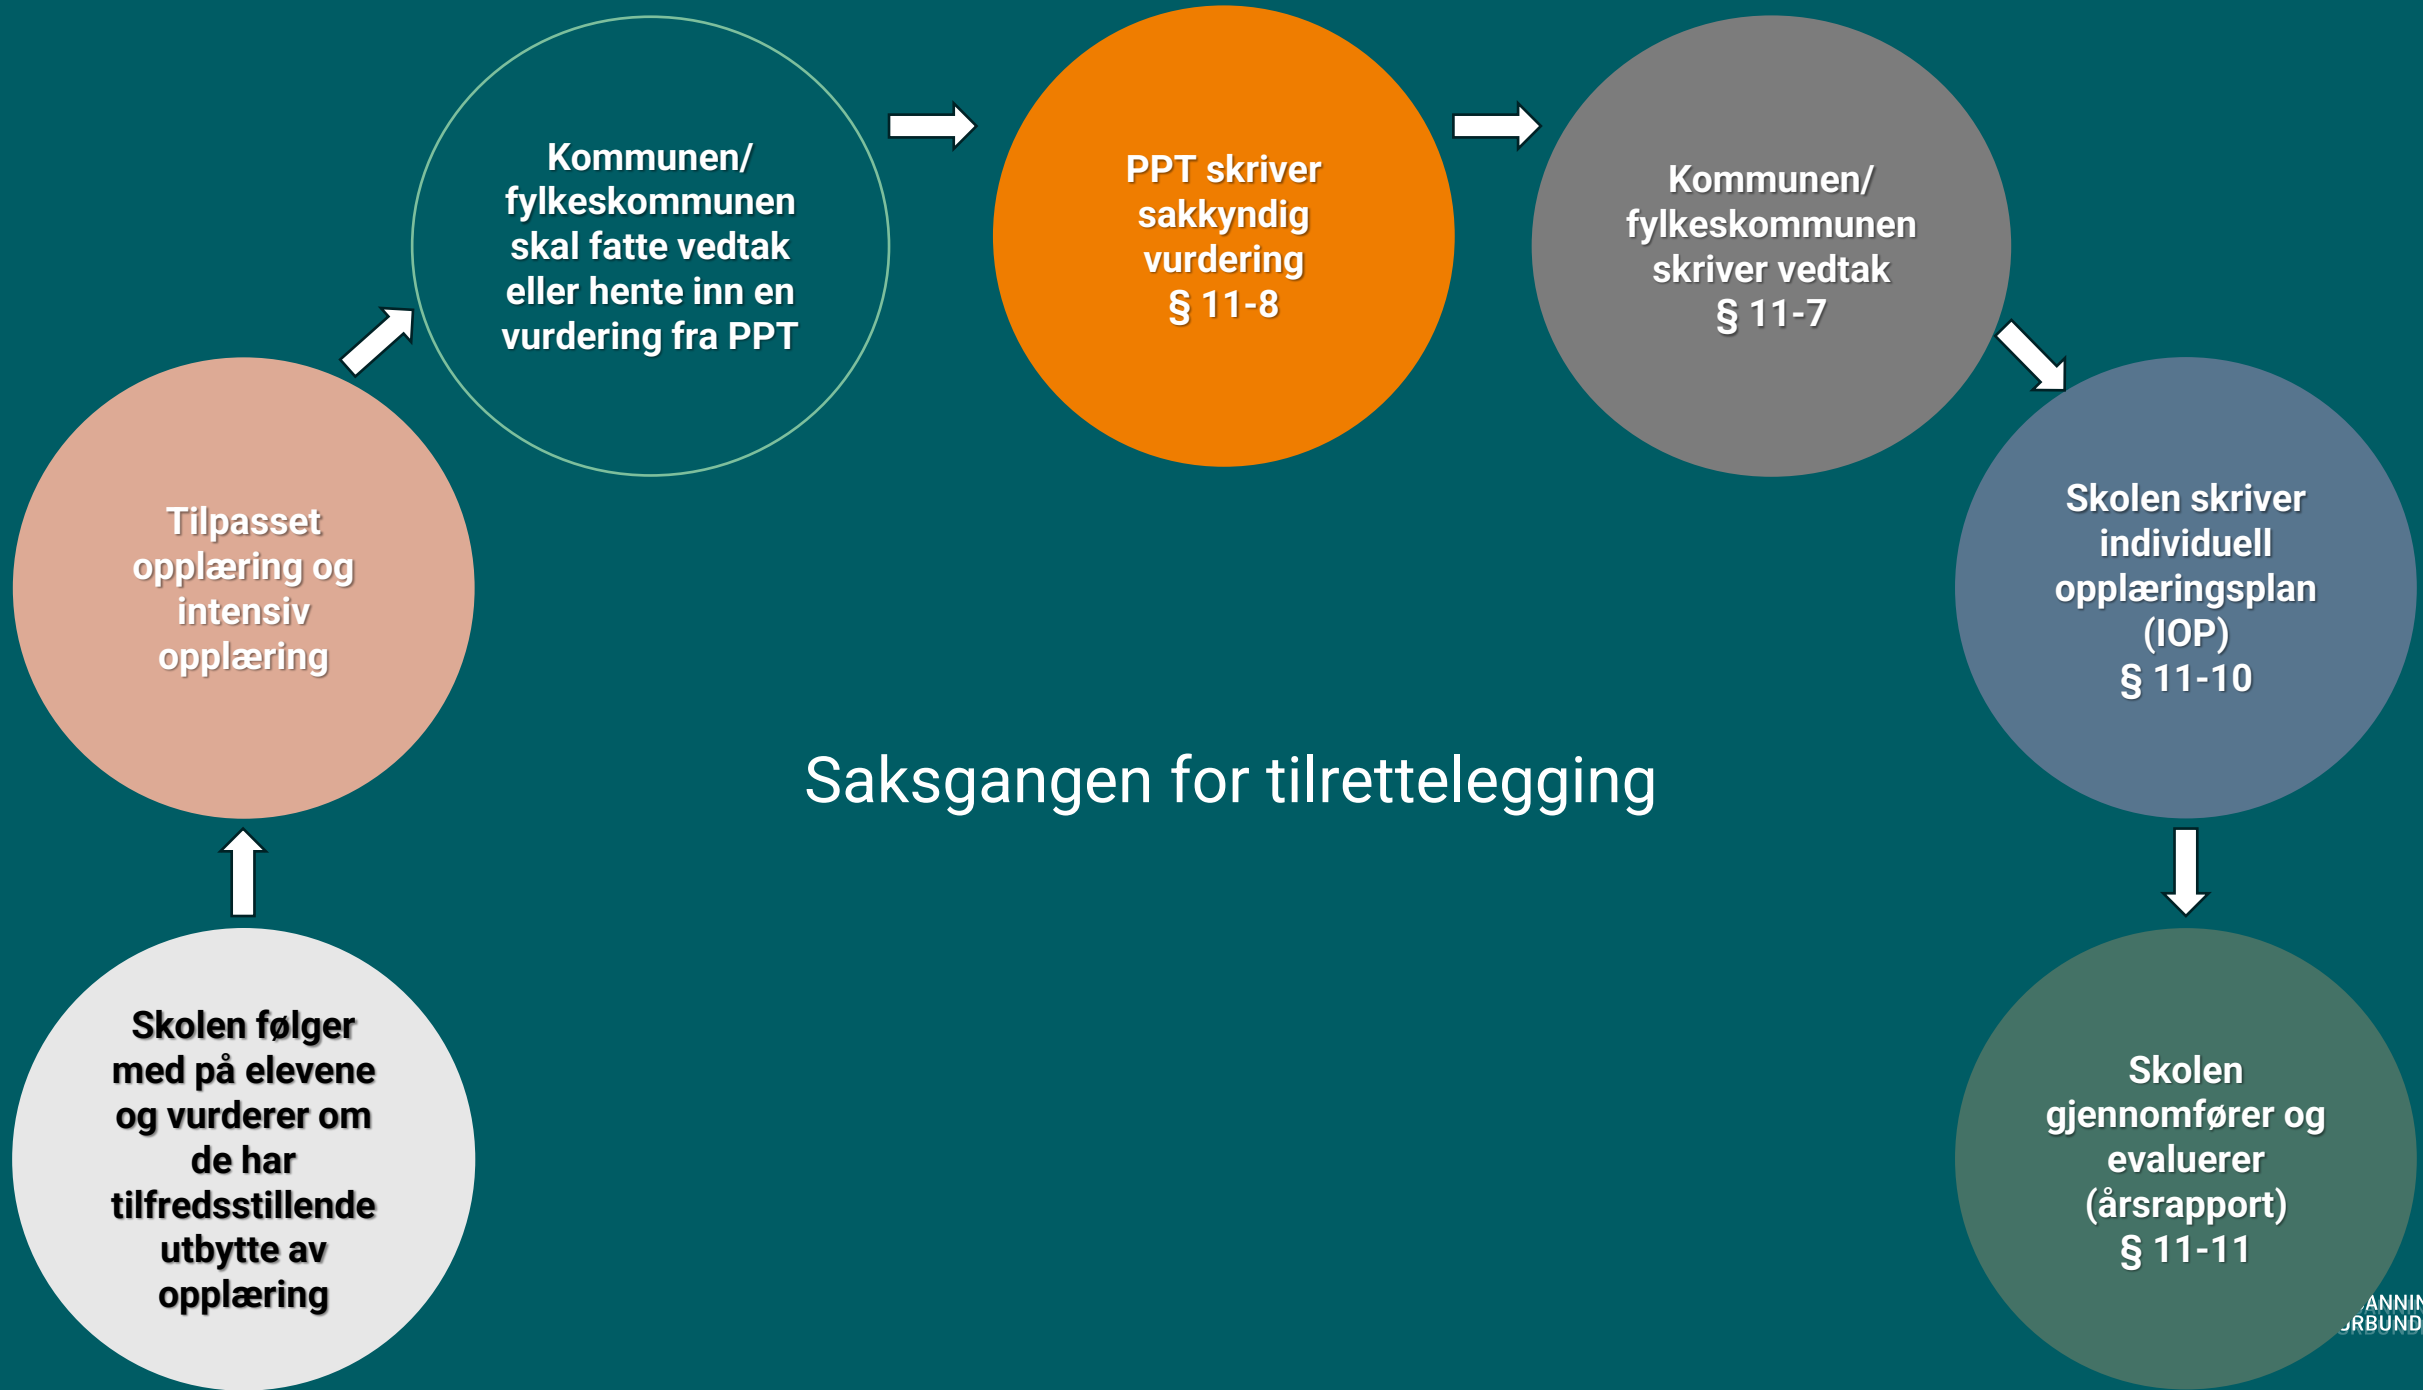 Skolen følger
med på elevene
og vurderer om
de har
tilfredsstillende
utbytte av
opplæring
Tilpasset
opplæring og
intensiv
opplæring
Kommunen/
fylkeskommunen
skal fatte vedtak
eller hente inn en
vurdering fra PPT
PPT skriver
sakkyndig
vurdering
§ 11-8
Kommunen/
fylkeskommunen
skriver vedtak
§ 11-7
Skolen skriver
individuell
opplæringsplan
(IOP)
§ 11-10
Skolen
gjennomfører og
evaluerer
(årsrapport)
§ 11-11
Saksgangen for tilrettelegging